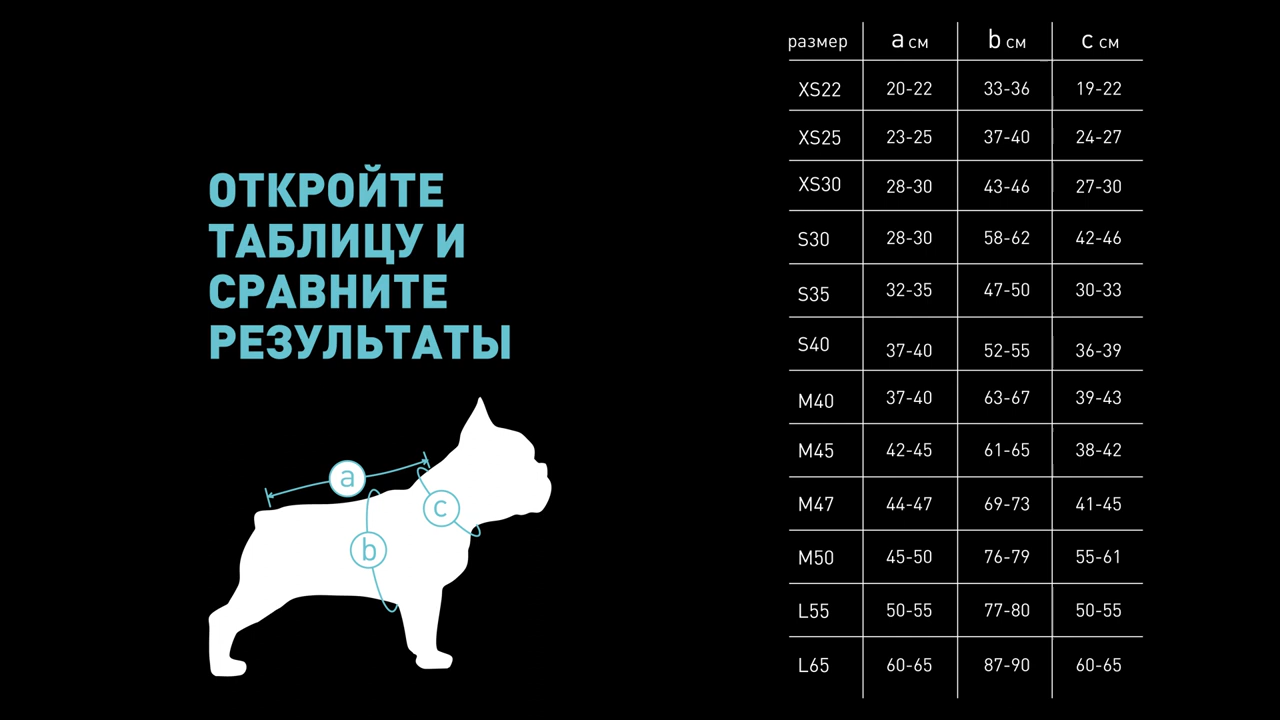 ОТКРОЙТЕ
ТАБЛИЦУ И
СРАВНИТЕ
РЕЗУЛЬТАТЫ
a
b
c
размер a см b см c см
XS22 20-22 33-36 19-22
XS25 23-25 37-40 24-27
XS30 28-30 43-46 27-30
S30 28-30 58-62 42-46
S35 32-35 47-50 30-33
S40 37-40 52-55 36-39
M40 37-40 63-67 39-43
M45 42-45 61-65 38-42
M47 44-47 69-73 41-45
M50 45-50 76-79 55-61
L55 50-55 77-80 50-55
L65 60-65 87-90 60-65